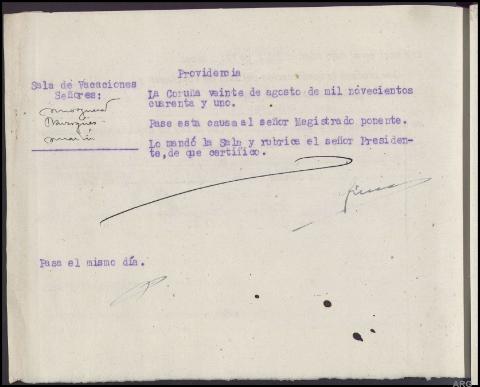 Providencia
Sala de Vacaciones
Señores:
La Coruña veinte de agosto de mil novecientos
cuarenta y uno.
Pase esta causa al señor Magistrado ponente.
Lo mandó la Sala y rubrica el señor Presiden-
te, de que certifico.
Pasa el mismo día.
ARG